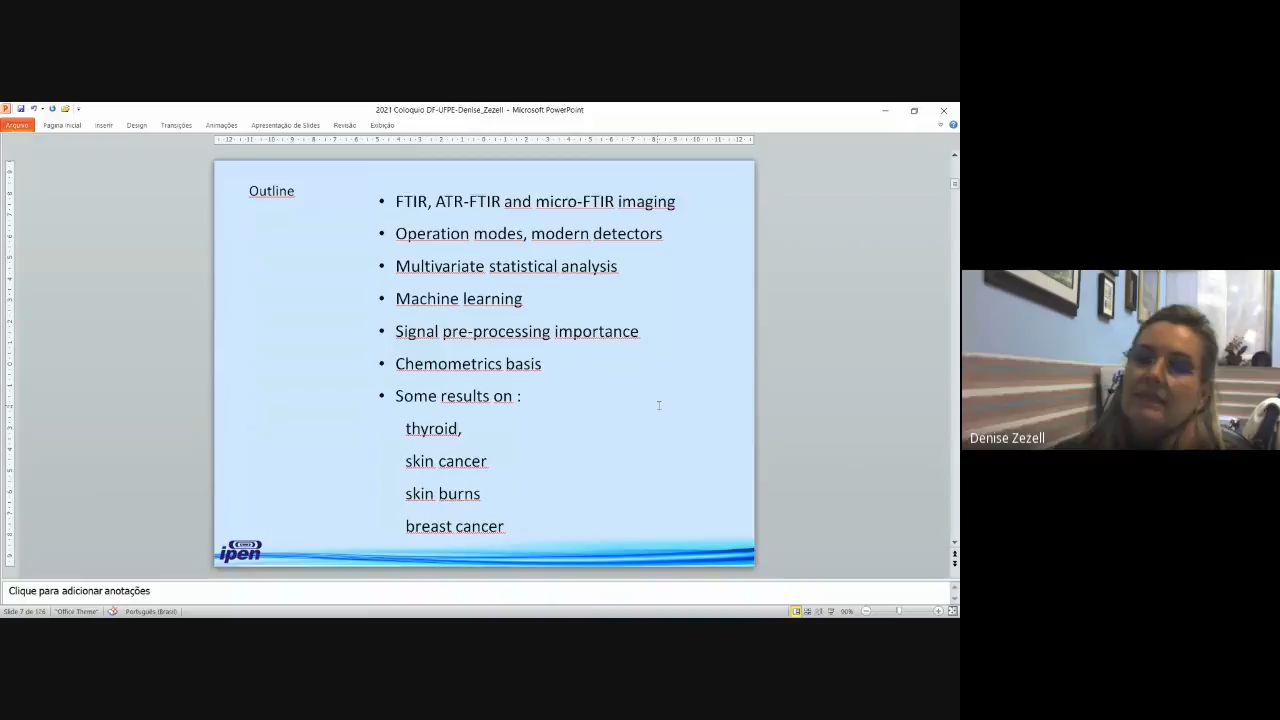 2021 Coloquio DF-UFPE-Denise_Zezell - Microsoft PowerPoint
Arquivo Página Inicial Inserir Design Transições Animações Apresentação de Slides Revisão Exibição
Outline
• FTIR, ATR-FTIR and micro-FTIR imaging
• Operation modes, modern detectors
• Multivariate statistical analysis
• Machine learning
• Signal pre-processing importance
• Chemometrics basis
• Some results on :
thyroid,
skin cancer
skin burns
breast cancer
ipen
Denise Zezell
Clique para adicionar anotações
Slide 7 de 126 "Office Theme" Português (Brasil) 90%